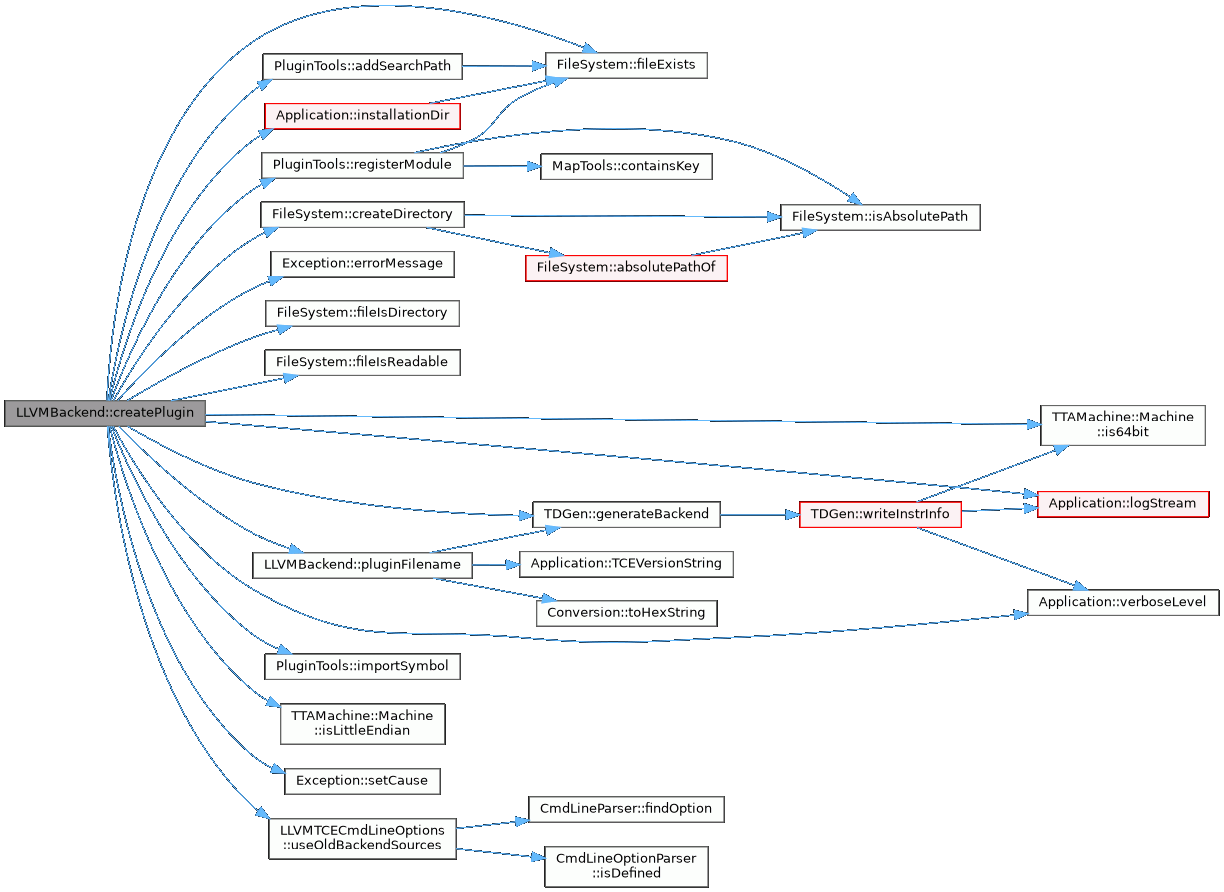 FileSystem::fileExists
PluginTools::addSearchPath
Application::installationDir
PluginTools::registerModule
MapTools::containsKey
FileSystem::createDirectory
FileSystem::isAbsolutePath
Exception::errorMessage
FileSystem::absolutePathOf
FileSystem::fileIsDirectory
FileSystem::fileIsReadable
LLVMBackend::createPlugin
TTAMachine::Machine
::is64bit
TDGen::generateBackend
TDGen::writeInstrInfo
Application::logStream
LLVMBackend::pluginFilename
Application::TCEVersionString
Conversion::toHexString
Application::verboseLevel
PluginTools::importSymbol
TTAMachine::Machine
::isLittleEndian
Exception::setCause
LLVMTCECmdLineOptions
::useOldBackendSources
CmdLineParser::findOption
CmdLineOptionParser
::isDefined